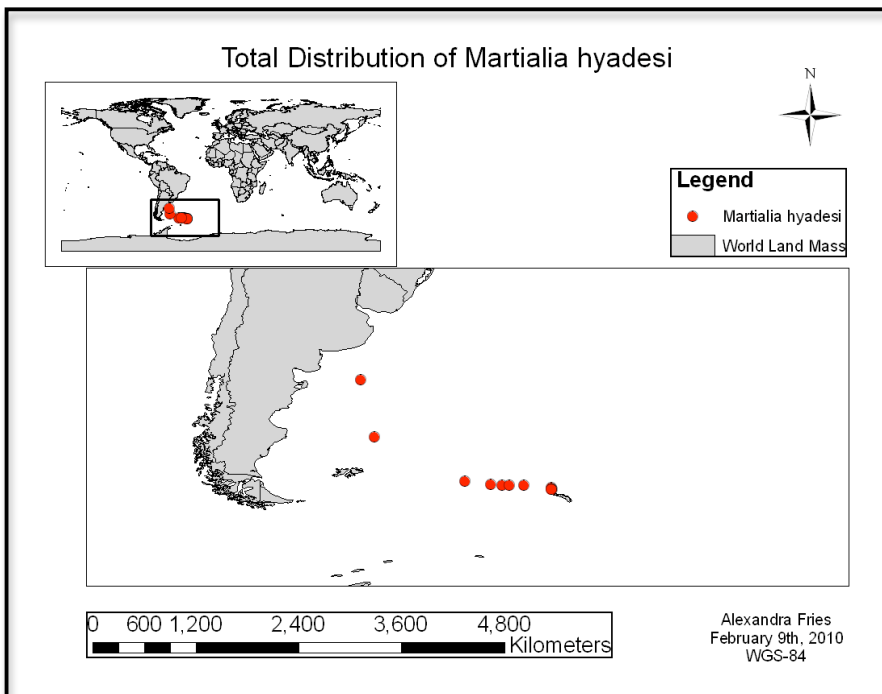 Total Distribution of Martialia hyadesi
N
Legend
Martialia hyadesi
World Land Mass
0 600 1,200 2,400 3,600 4,800
Kilometers
Alexandra Fries
February 9th, 2010
WGS-84